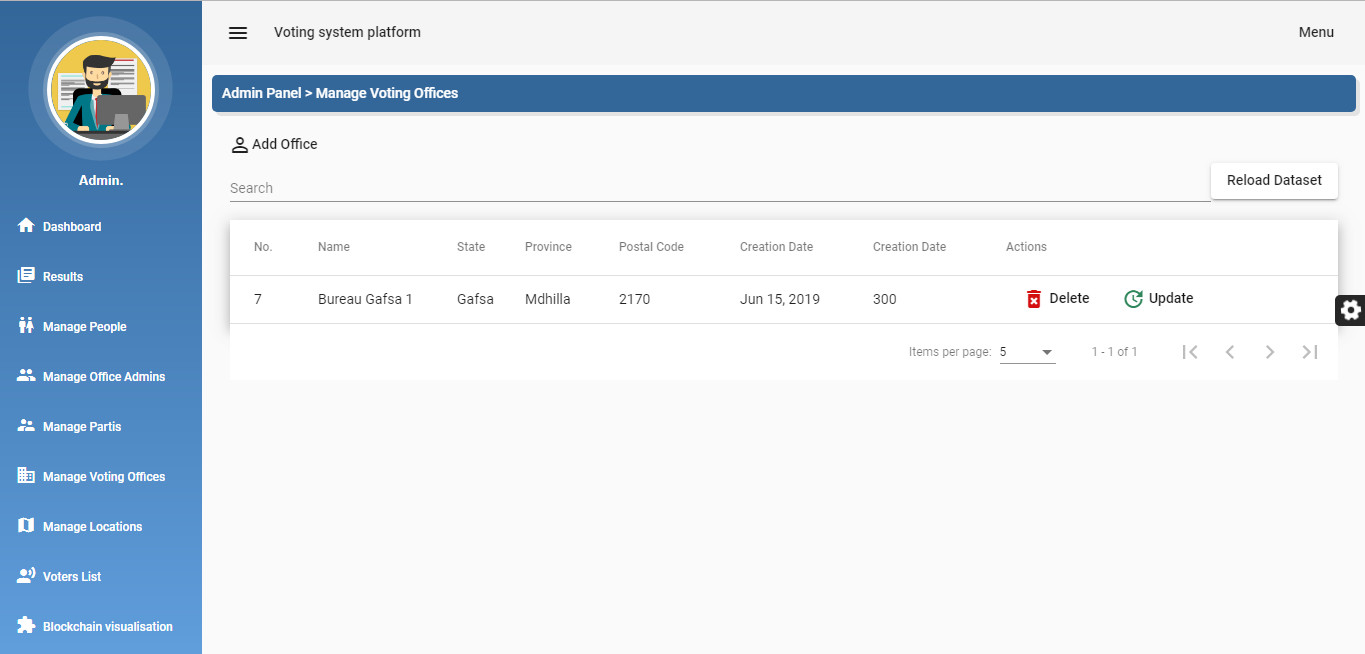 Voting system platform
Menu
Admin.
Dashboard
Results
Manage People
Manage Office Admins
Manage Partis
Manage Voting Offices
Manage Locations
Voters List
Blockchain visualisation
Admin Panel > Manage Voting Offices
Add Office
Search
Reload Dataset
No. Name State Province Postal Code Creation Date Creation Date Actions
7 Bureau Gafsa 1 Gafsa Mdhilla 2170 Jun 15, 2019 300 Delete Update
Items per page: 5 1 - 1 of 1